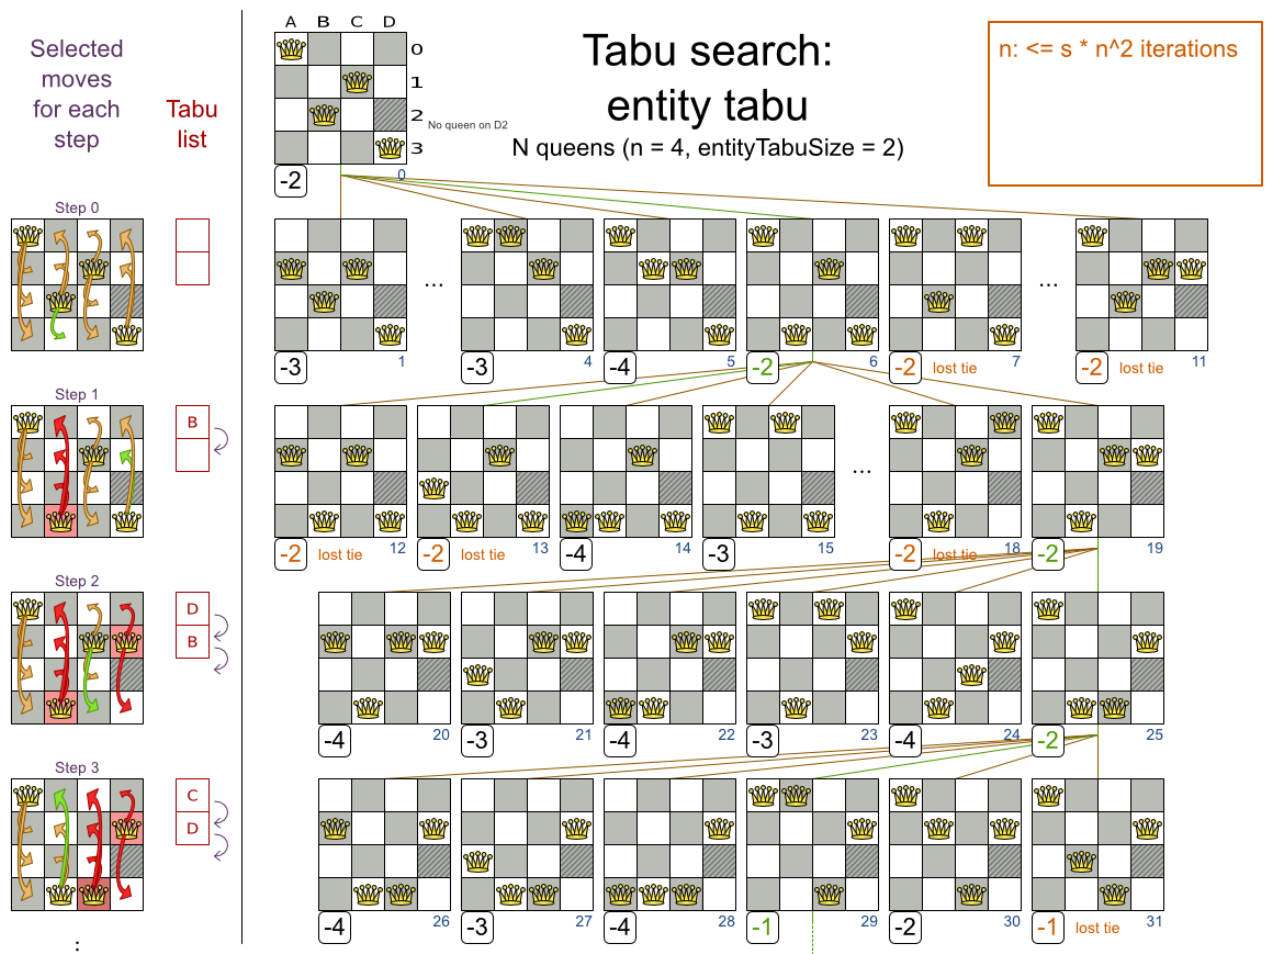 Selected
moves
for each
step
Tabu
list
A B C D
0
1
2
3
No queen on D2
Tabu search:
entity tabu
N queens (n = 4, entityTabuSize = 2)
n: <= s * n^2 iterations
-2 0
Step 0
...
...
-3 1
-3 4
-4 5
-2 6
-2 lost tie 7
-2 lost tie 11
Step 1
B
...
-2 lost tie 12
-2 lost tie 13
-4 14
-3 15
-2 lost tie 18
-2 19
Step 2
D
B
-4 20
-3 21
-4 22
-3 23
-4 24
-2 25
Step 3
C
D
-4 26
-3 27
-4 28
-1 29
-2 30
-1 lost tie 31
: